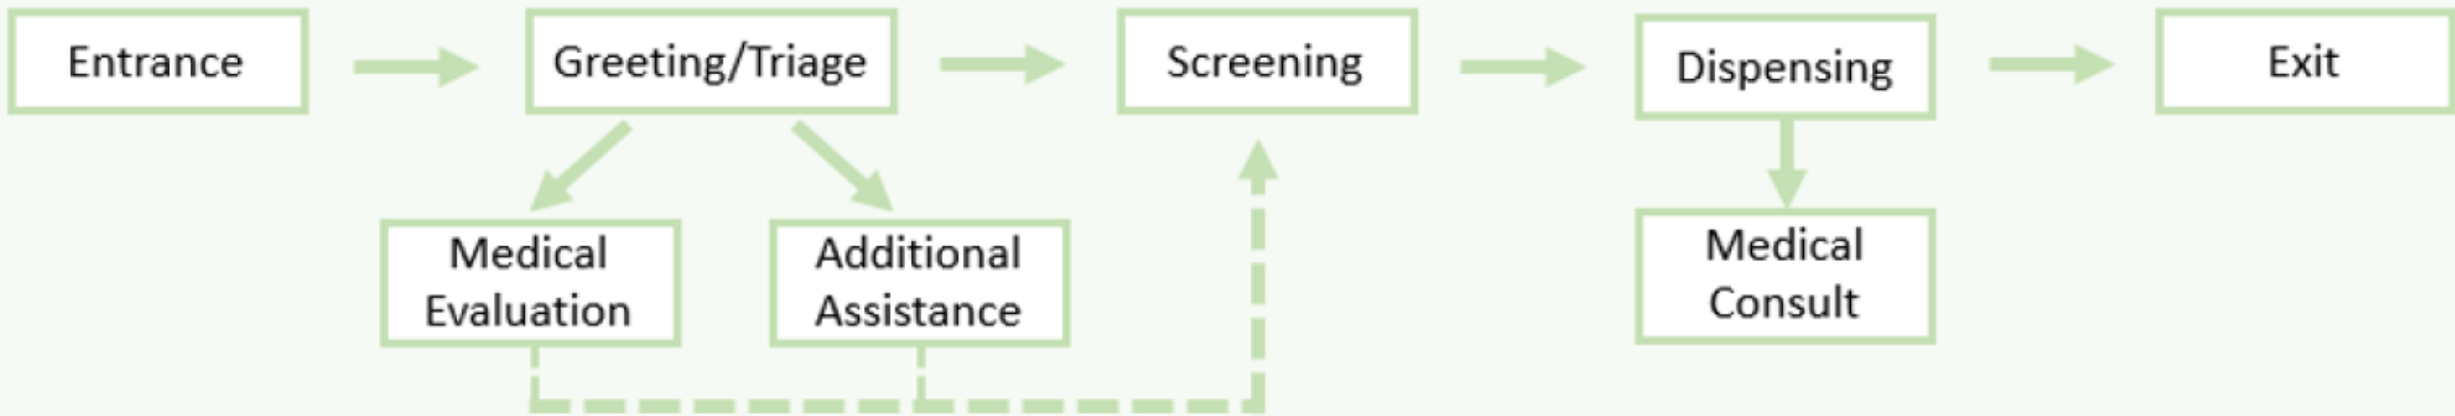 Entrance
Greeting/Triage
Screening
Dispensing
Exit
Medical
Evaluation
Additional
Assistance
Medical
Consult